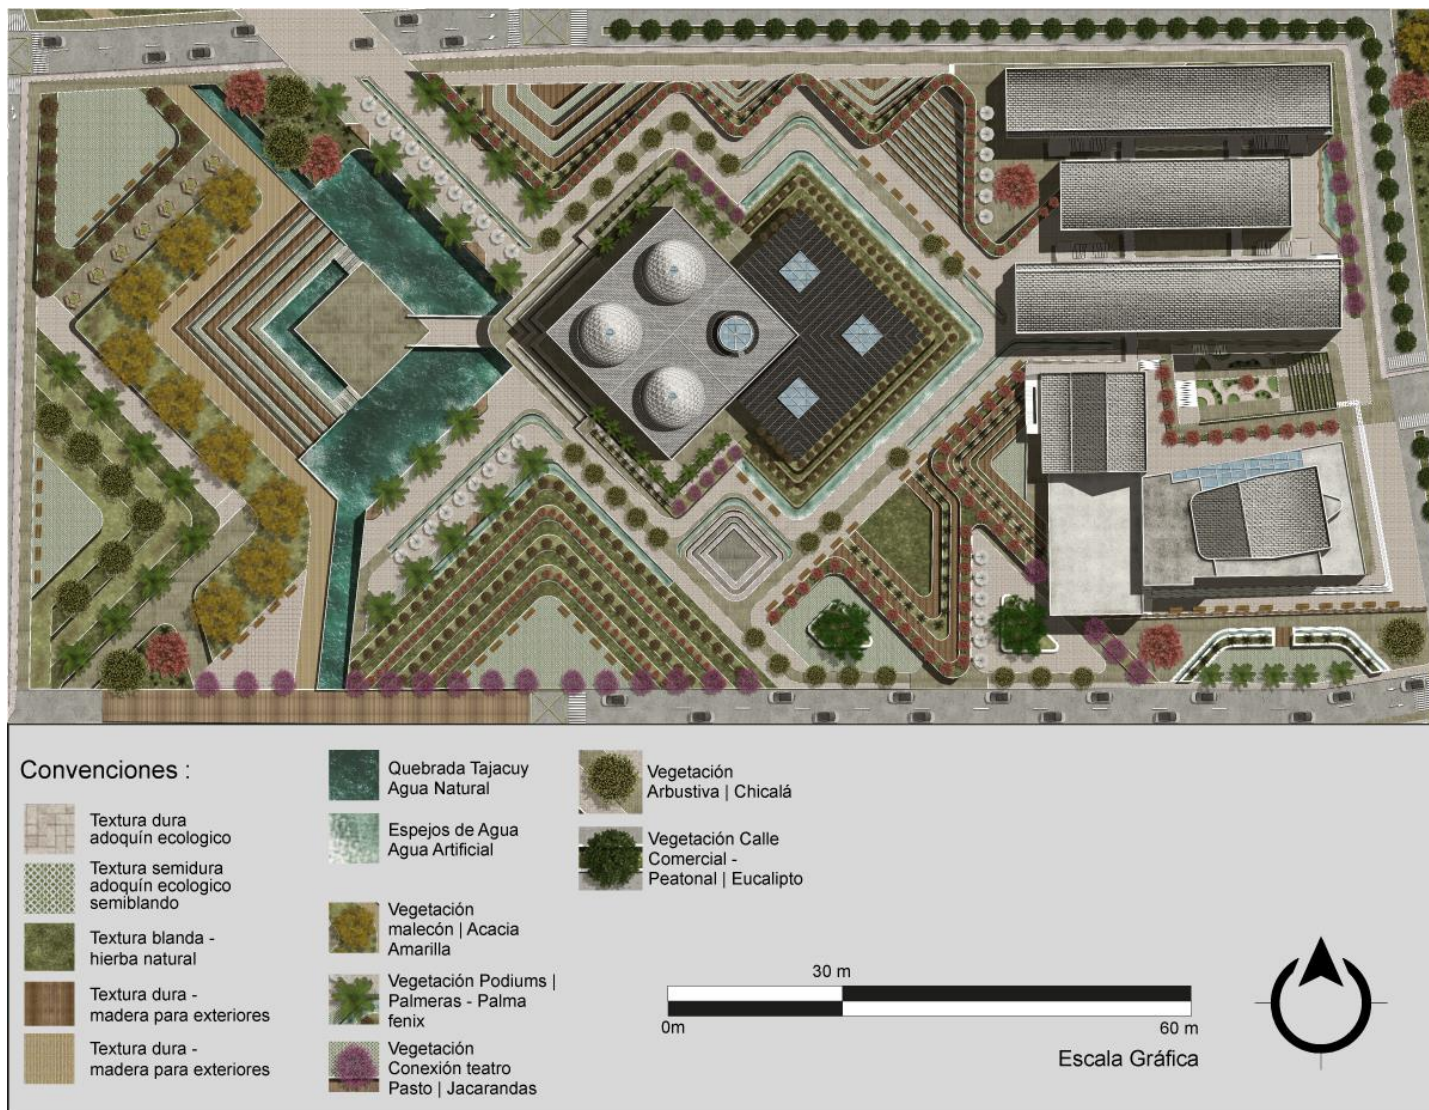 Convenciones :
Textura dura
adoquín ecologico
Textura semidura
adoquín ecologico
semiblando
Textura blanda -
hierba natural
Textura dura -
madera para exteriores
Textura dura -
madera para exteriores
Quebrada Tajacuy
Agua Natural
Espejos de Agua
Agua Artificial
Vegetación
malecón | Acacia
Amarilla
Vegetación Podiums |
Palmeras - Palma
fenix
Vegetación
Conexión teatro
Pasto | Jacarandas
Vegetación
Arbustiva | Chicalá
Vegetación Calle
Comercial -
Peatonal | Eucalipto
30 m
0m
60 m
Escala Gráfica